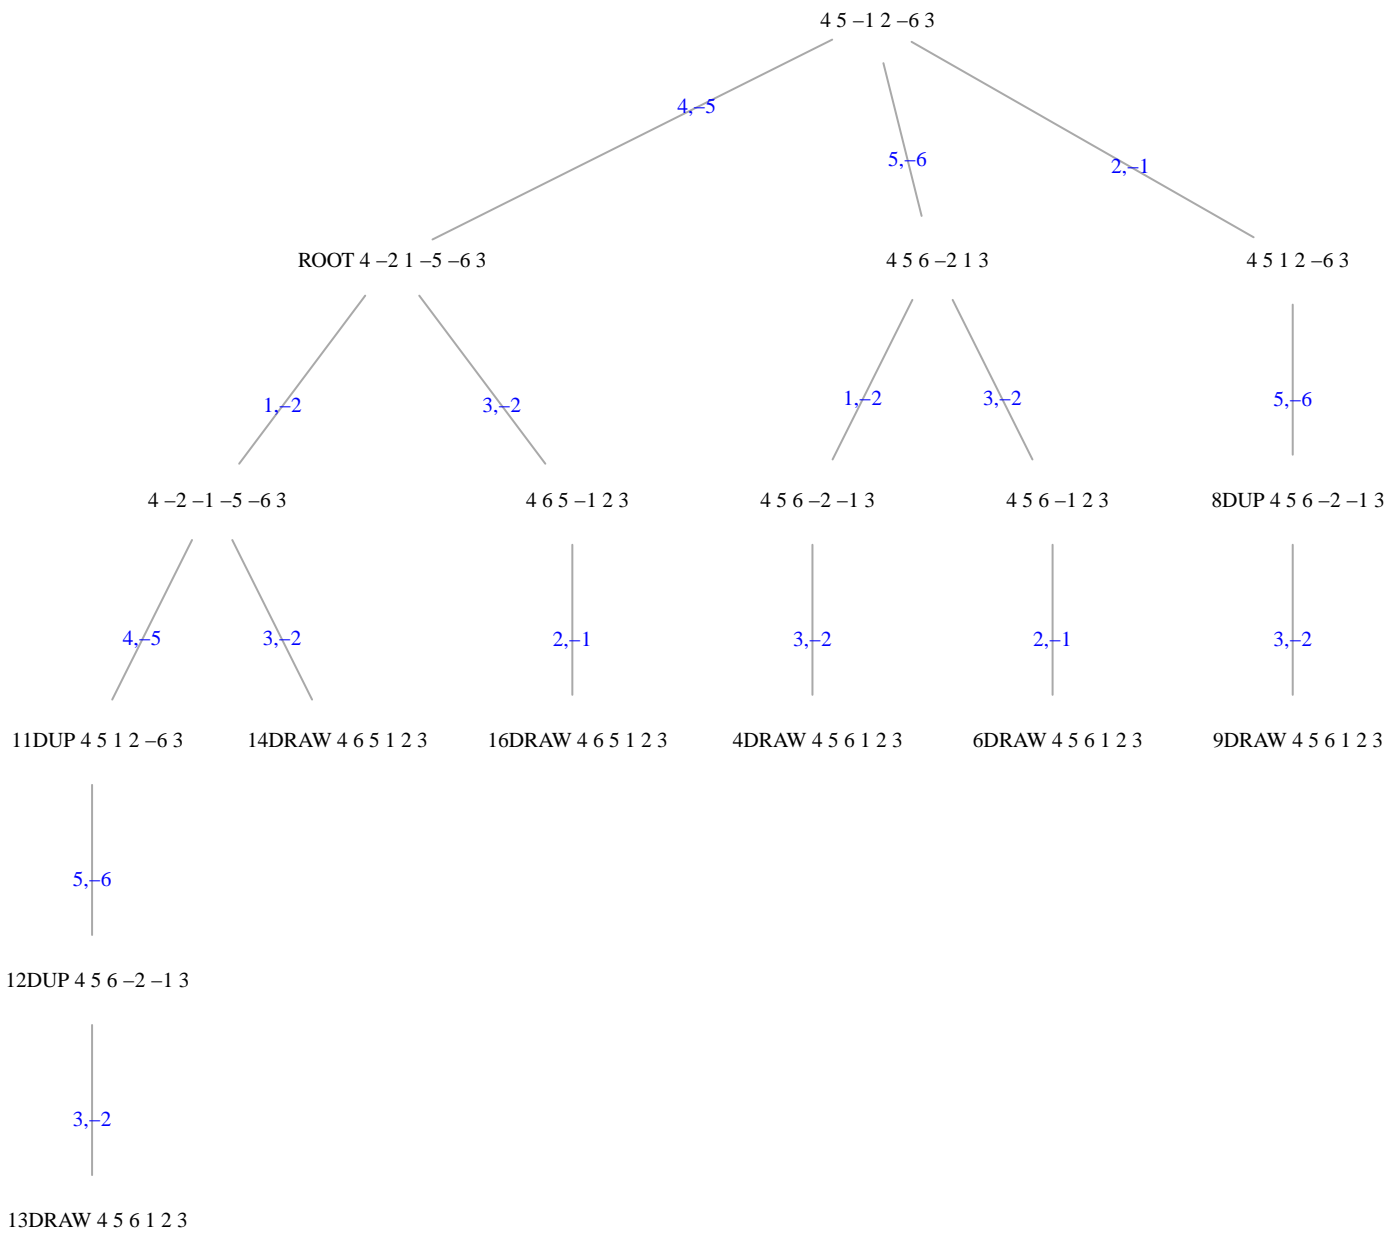 4 5 –1 2 –6 3
4,–5
5,–6
2,–1
ROOT 4 –2 1 –5 –6 3
4 5 6 –2 1 3
4 5 1 2 –6 3
1,–2
3,–2
1,–2
3,–2
5,–6
4 –2 –1 –5 –6 3
4 6 5 –1 2 3
4 5 6 –2 –1 3
4 5 6 –1 2 3
8DUP 4 5 6 –2 –1 3
4,–5
3,–2
2,–1
3,–2
2,–1
3,–2
11DUP 4 5 1 2 –6 3
14DRAW 4 6 5 1 2 3
16DRAW 4 6 5 1 2 3
4DRAW 4 5 6 1 2 3
6DRAW 4 5 6 1 2 3
9DRAW 4 5 6 1 2 3
5,–6
12DUP 4 5 6 –2 –1 3
3,–2
13DRAW 4 5 6 1 2 3